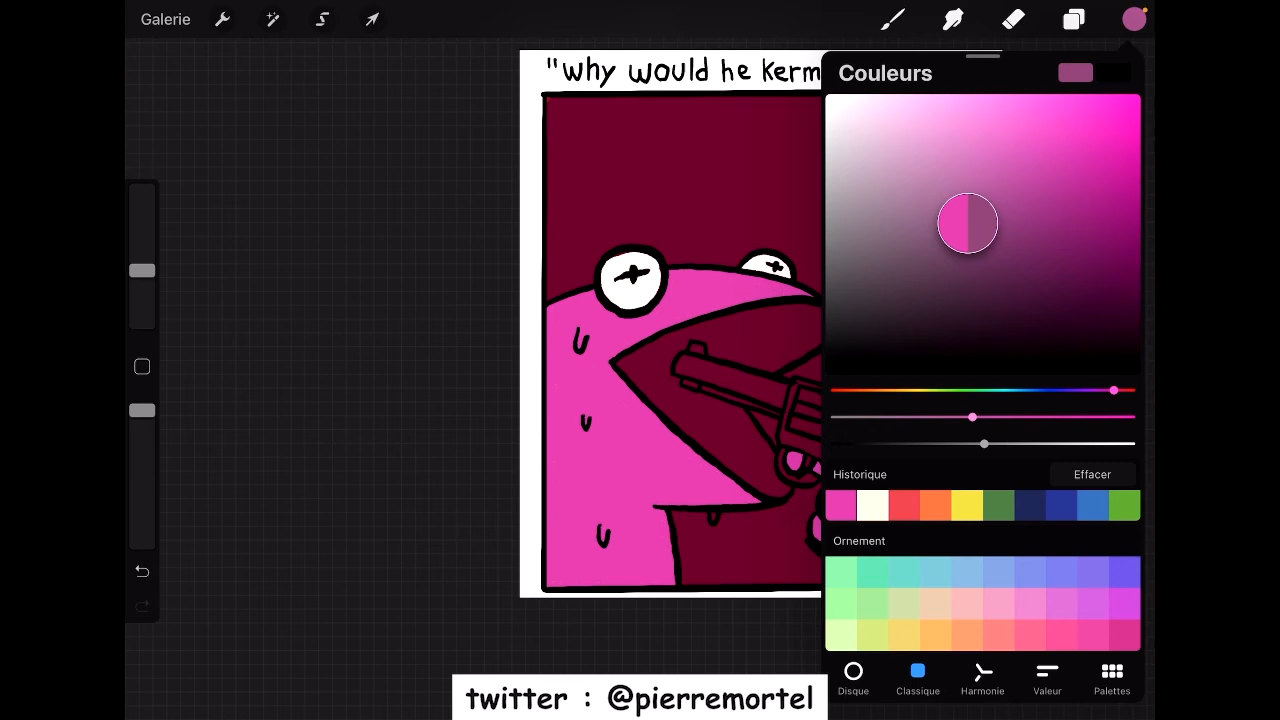 Galerie
"why would he Kerm
Couleurs
Historique
Effacer
Ornement
Disque
Classique
Harmonie
Valeur
Palettes
twitter : @pierremortel